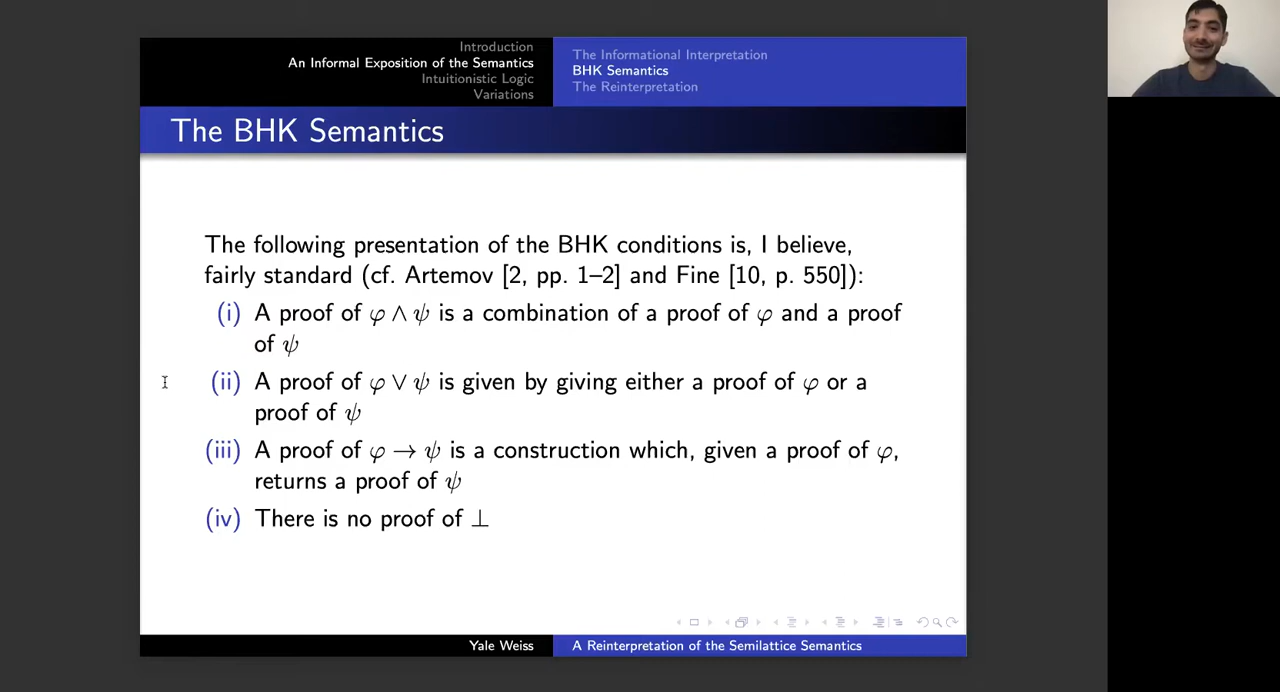 Introduction
An Informal Exposition of the Semantics
Intuitionistic Logic
Variations
The Informational Interpretation
BHK Semantics
The Reinterpretation
The BHK Semantics
The following presentation of the BHK conditions is, I believe,
fairly standard (cf. Artemov [2, pp. 1–2] and Fine [10, p. 550]):
(i) A proof of φ ∧ ψ is a combination of a proof of φ and a proof
of ψ
(ii) A proof of φ ∨ ψ is given by giving either a proof of φ or a
proof of ψ
(iii) A proof of φ → ψ is a construction which, given a proof of φ,
returns a proof of ψ
(iv) There is no proof of ⊥
Yale Weiss
A Reinterpretation of the Semilattice Semantics